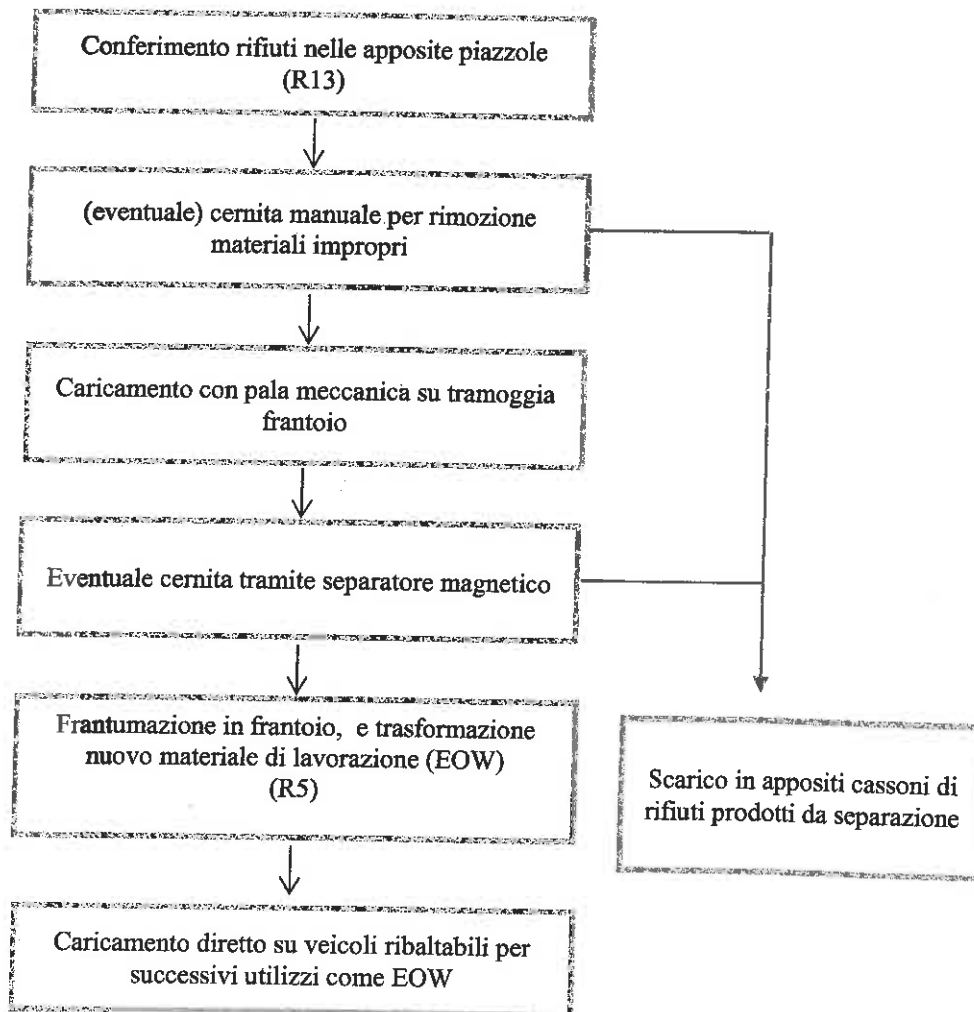 Conferimento rifiuti nelle apposite piazzole
(R13)
(eventuale) cernita manuale per rimozione
materiali impropri
Caricamento con pala meccanica su tramoggia
frantoio
Eventuale cernita tramite separatore magnetico
Frantumazione in frantoio, e trasformazione
nuovo materiale di lavorazione (EOW)
(R5)
Scarico in appositi cassoni di
rifiuti prodotti da separazione
Caricamento diretto su veicoli ribaltabili per
successivi utilizzi come EOW